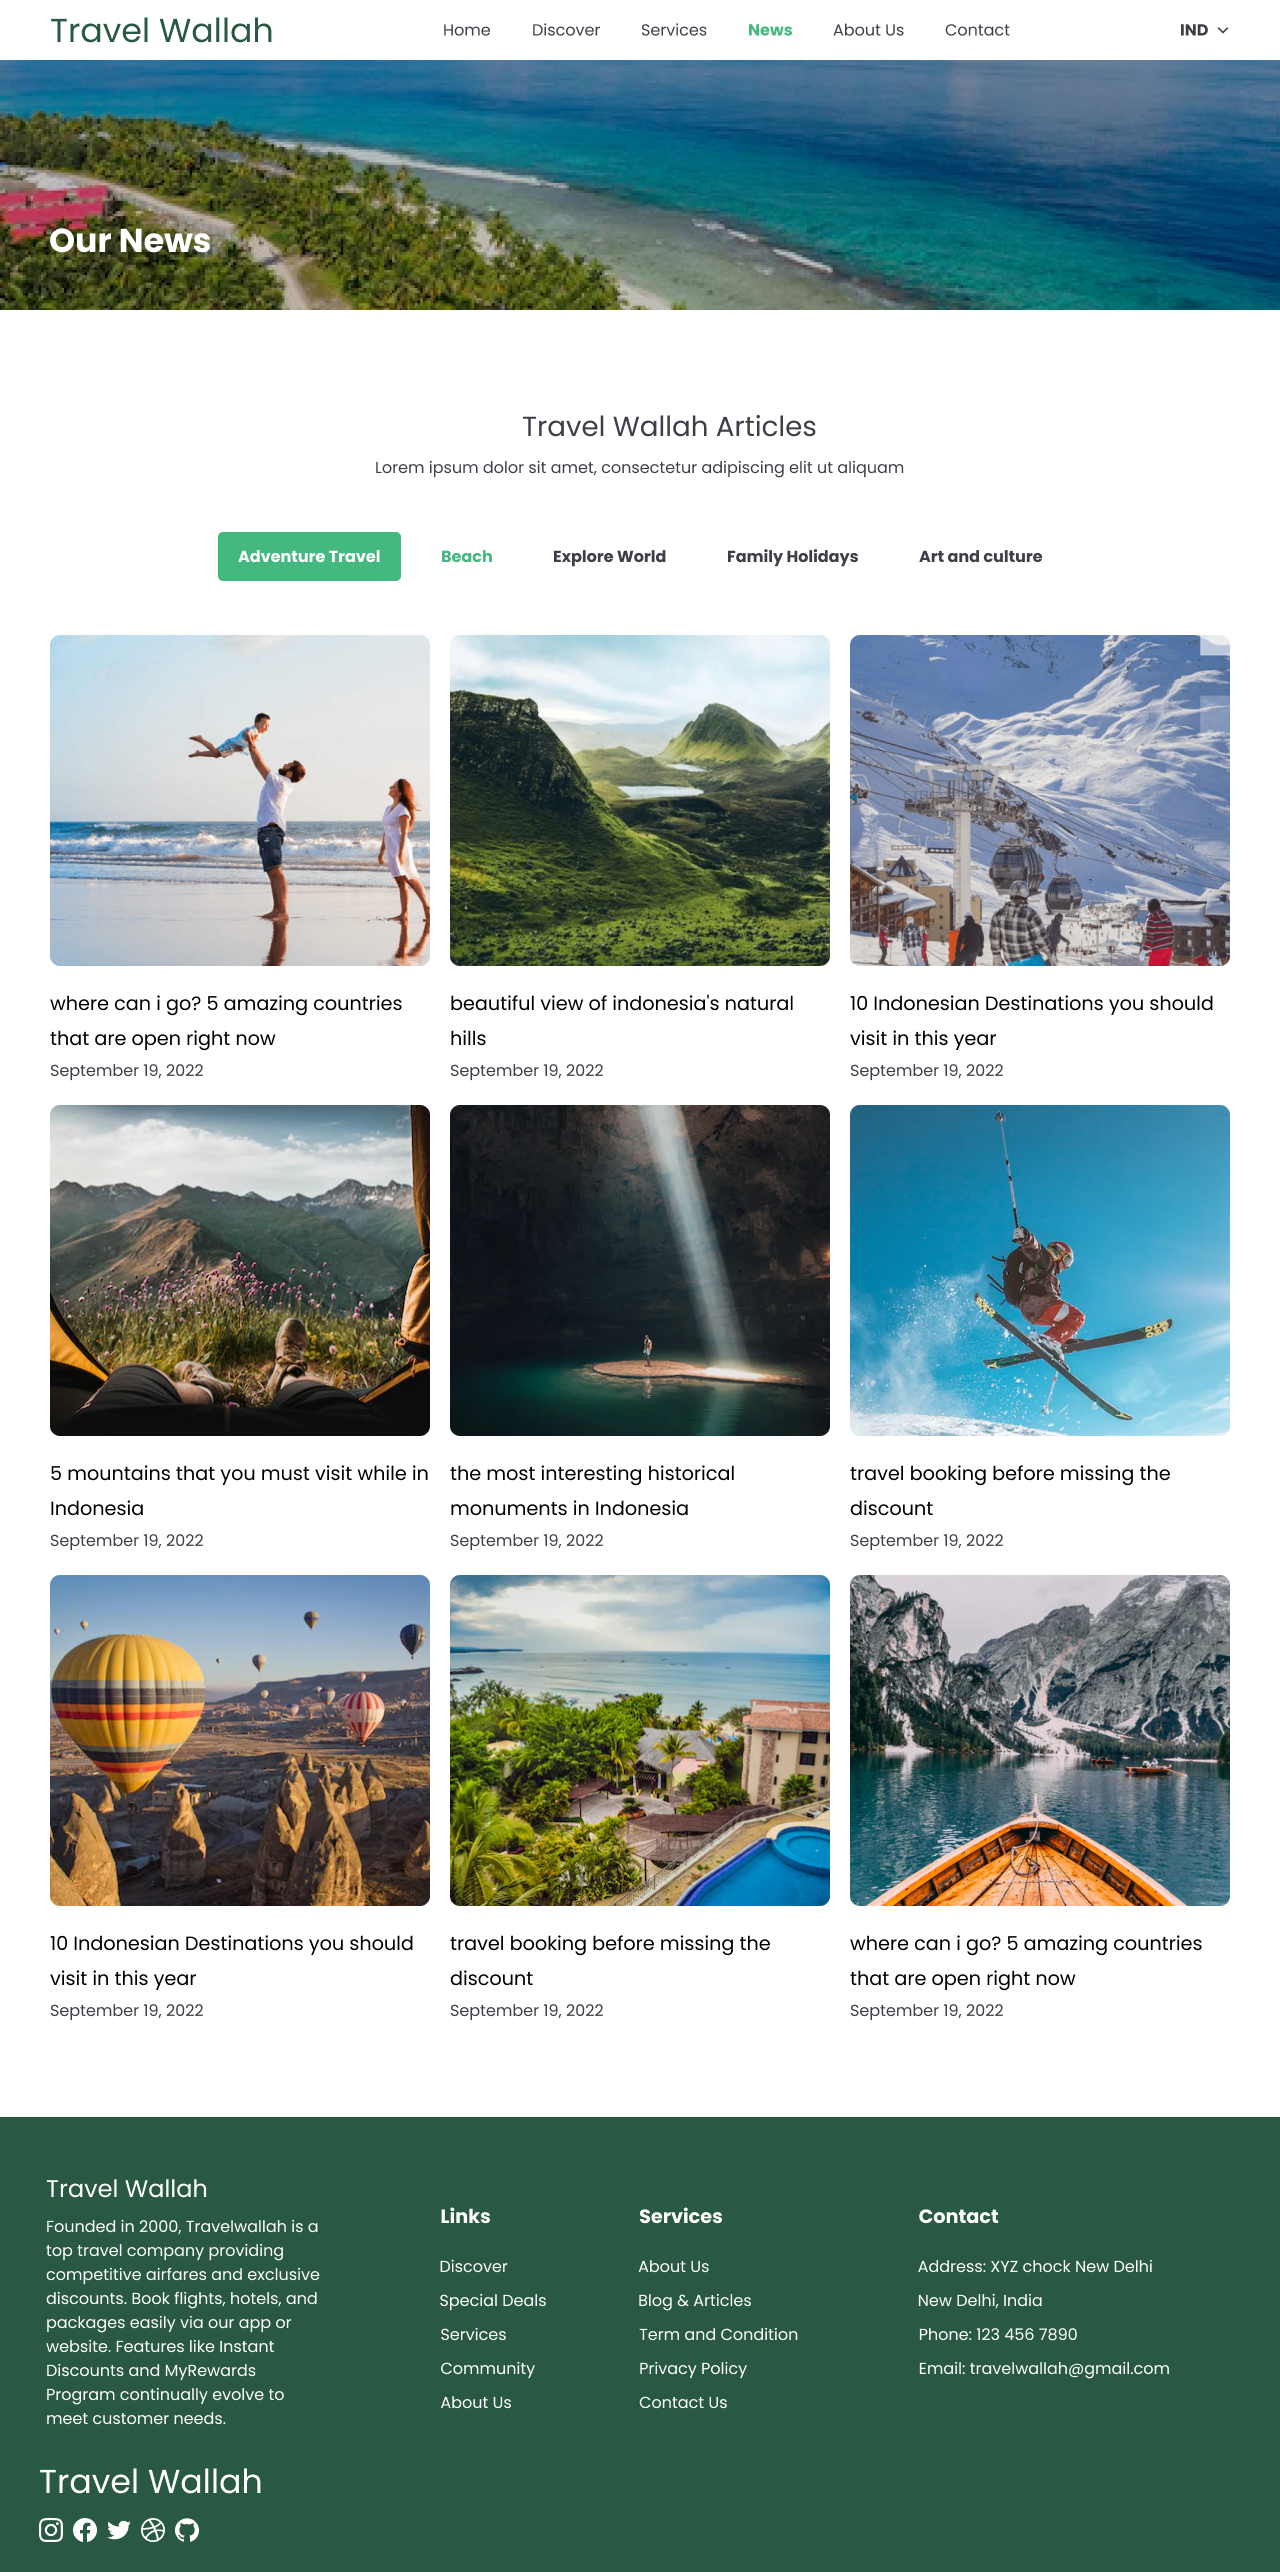 Travel Wallah
Home Discover Services News About Us Contact
IND
Our News
Travel Wallah Articles
Lorem ipsum dolor sit amet, consectetur adipiscing elit ut aliquam
Adventure Travel Beach Explore World Family Holidays Art and culture
where can i go? 5 amazing countries
that are open right now
September 19, 2022
beautiful view of indonesia's natural
hills
September 19, 2022
10 Indonesian Destinations you should
visit in this year
September 19, 2022
5 mountains that you must visit while in
Indonesia
September 19, 2022
the most interesting historical
monuments in Indonesia
September 19, 2022
travel booking before missing the
discount
September 19, 2022
10 Indonesian Destinations you should
visit in this year
September 19, 2022
travel booking before missing the
discount
September 19, 2022
where can i go? 5 amazing countries
that are open right now
September 19, 2022
Travel Wallah
Founded in 2000, Travelwallah is a
top travel company providing
competitive airfares and exclusive
discounts. Book flights, hotels, and
packages easily via our app or
website. Features like Instant
Discounts and MyRewards
Program continually evolve to
meet customer needs.
Links
Discover
Special Deals
Services
Community
About Us
Services
About Us
Blog & Articles
Term and Condition
Privacy Policy
Contact Us
Contact
Address: XYZ chock New Delhi
New Delhi, India
Phone: 123 456 7890
Email: travelwallah@gmail.com
Travel Wallah